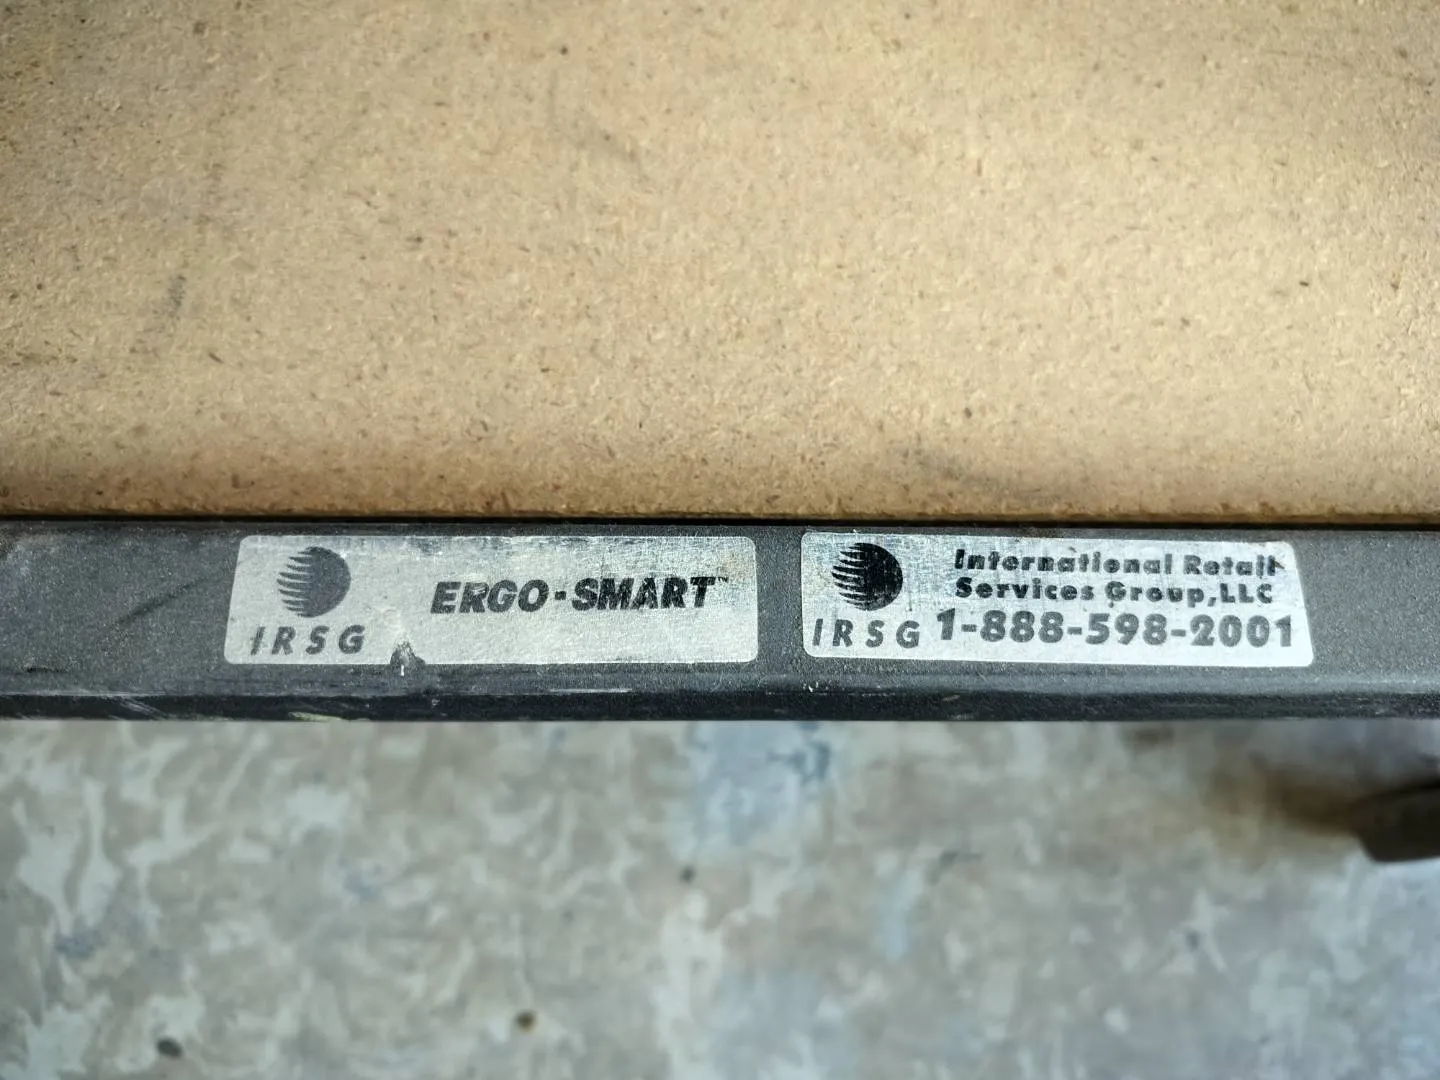 IRSG
ERGO-SMART™
IRSG
International Retail
Services Group,LLC
1-888-598-2001